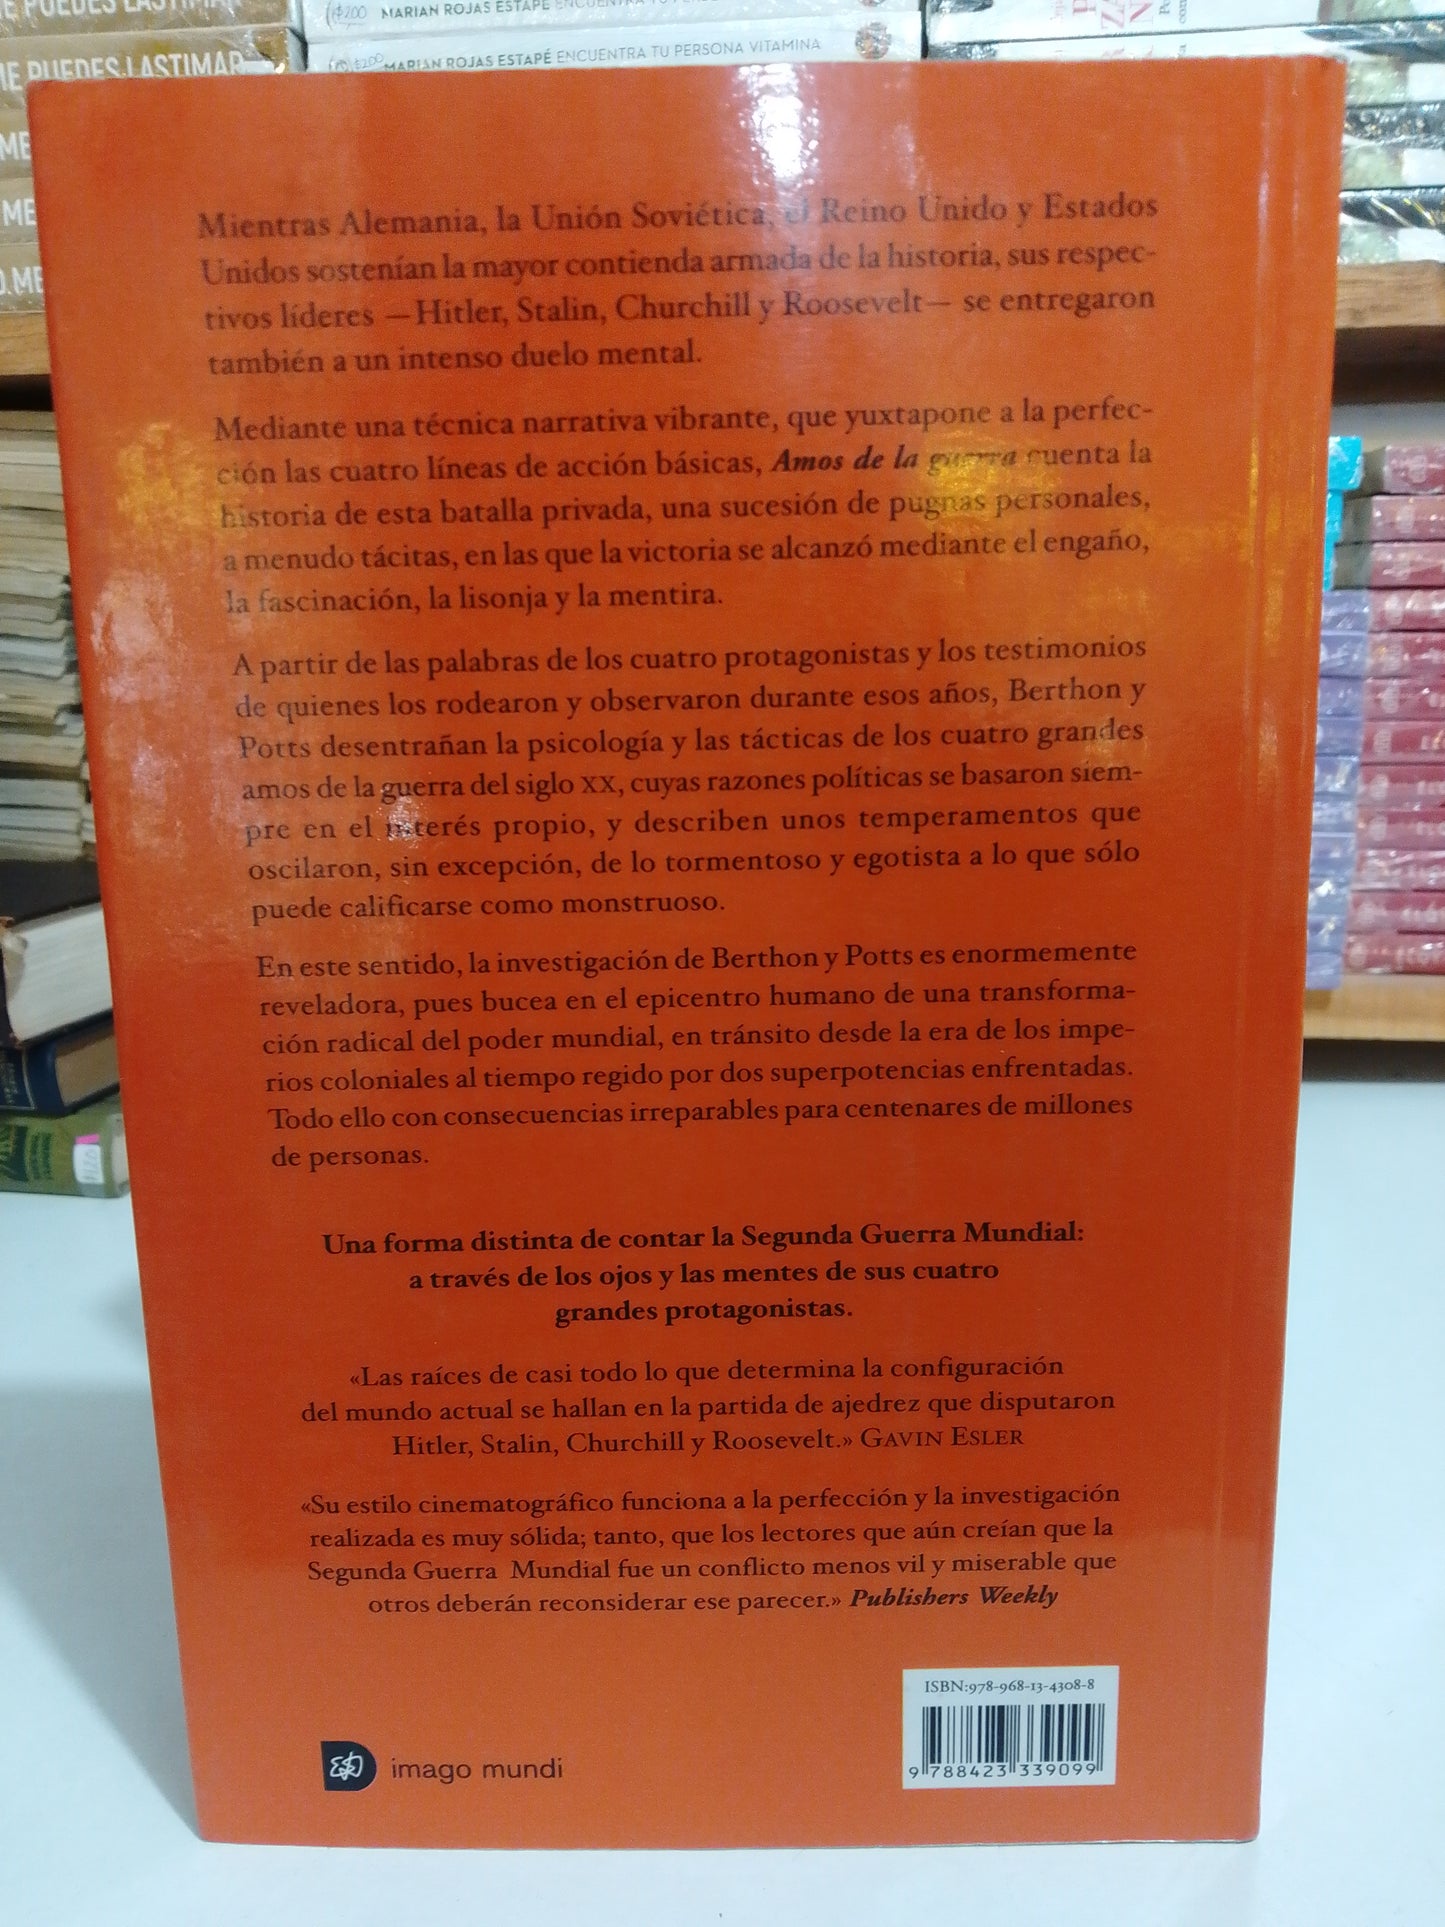 E PUEDES LASTIMAR
ME PUEDES LASTIMAR
$200 MARIAN ROJAS ESTAPÉ ENCUENTRA TU PERSONA VITAMINA
$200 MARIAN ROJAS ESTAPÉ ENCUENTRA TU PERSONA VITAMINA
Mientras Alemania, la Unión Soviética, el Reino Unido y Estados
Unidos sostenían la mayor contienda armada de la historia, sus respec-
tivos líderes —Hitler, Stalin, Churchill y Roosevelt— se entregaron
también a un intenso duelo mental.
Mediante una técnica narrativa vibrante, que yuxtapone a la perfec-
ción las cuatro líneas de acción básicas, Amos de la guerra cuenta la
historia de esta batalla privada, una sucesión de pugnas personales,
a menudo tácitas, en las que la victoria se alcanzó mediante el engaño,
la fascinación, la lisonja y la mentira.
A partir de las palabras de los cuatro protagonistas y los testimonios
de quienes los rodearon y observaron durante esos años, Berthon y
Potts desentrañan la psicología y las tácticas de los cuatro grandes
amos de la guerra del siglo XX, cuyas razones políticas se basaron siem-
pre en el interés propio, y describen unos temperamentos que
oscilaron, sin excepción, de lo tormentoso y egotista a lo que sólo
puede calificarse como monstruoso.
En este sentido, la investigación de Berthon y Potts es enormemente
reveladora, pues bucea en el epicentro humano de una transforma-
ción radical del poder mundial, en tránsito desde la era de los impe-
rios coloniales al tiempo regido por dos superpotencias enfrentadas.
Todo ello con consecuencias irreparables para centenares de millones
de personas.
Una forma distinta de contar la Segunda Guerra Mundial:
a través de los ojos y las mentes de sus cuatro
grandes protagonistas.
«Las raíces de casi todo lo que determina la configuración
del mundo actual se hallan en la partida de ajedrez que disputaron
Hitler, Stalin, Churchill y Roosevelt.» GAVIN ESLER
«Su estilo cinematográfico funciona a la perfección y la investigación
realizada es muy sólida; tanto, que los lectores que aún creían que la
Segunda Guerra Mundial fue un conflicto menos vil y miserable que
otros deberán reconsiderar ese parecer.» Publishers Weekly
ISBN:978-968-13-4308-8
9 788423 339099
imago mundi